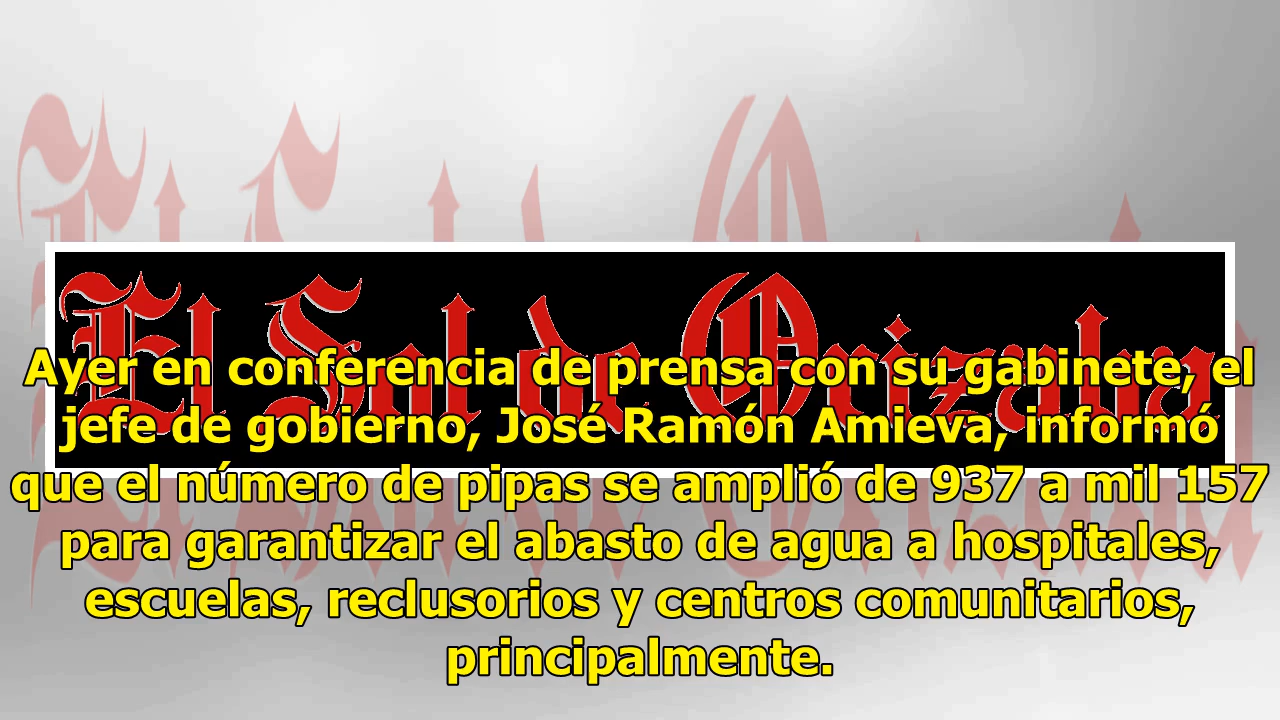 El Sol de Orizaba
Ayer en conferencia de prensa con su gabinete, el
jefe de gobierno, José Ramón Amieva, informó
que el número de pipas se amplió de 937 a mil 157
para garantizar el abasto de agua a hospitales,
escuelas, reclusorios y centros comunitarios,
principalmente.